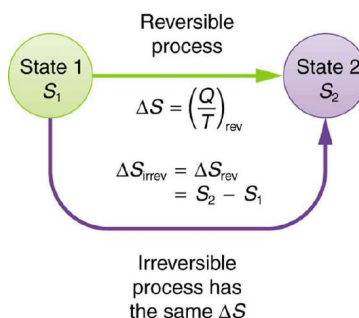 Reversible
process
State 1
S₁
State 2
S₂
ΔS = (Q/T)rev
ΔSirrev = ΔSrev
= S₂ − S₁
Irreversible
process has
the same ΔS